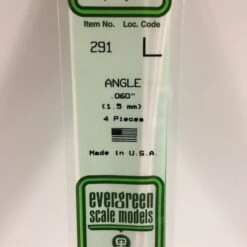 Item No. Loc. Code
291 L
ANGLE
.060"
(1.5 mm)
4 Pieces
Made in U.S.A.
evergreen
scale models